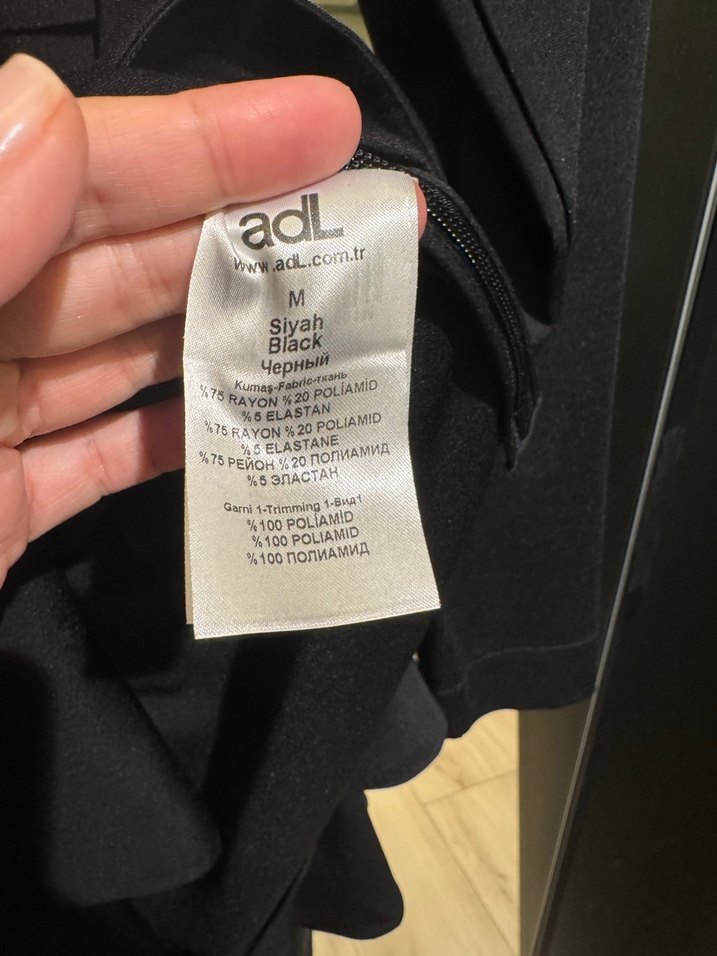 adL
www.adL.com.tr
M
Siyah
Black
Черный
Kumaş-Fabric-ткань
%75 RAYON %20 POLİAMİD
%5 ELASTAN
%75 RAYON %20 POLIAMID
%5 ELASTANE
%75 РЕЙОН %20 ПОЛИАМИД
%5 ЭЛАСТАН
Garni 1-Trimming 1-Вид1
%100 POLİAMİD
%100 POLIAMID
%100 ПОЛИАМИД